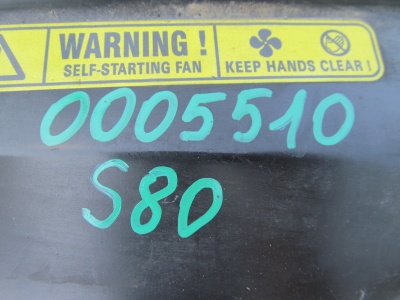 WARNING !
SELF-STARTING FAN
KEEP HANDS CLEAR !
0005510
S80